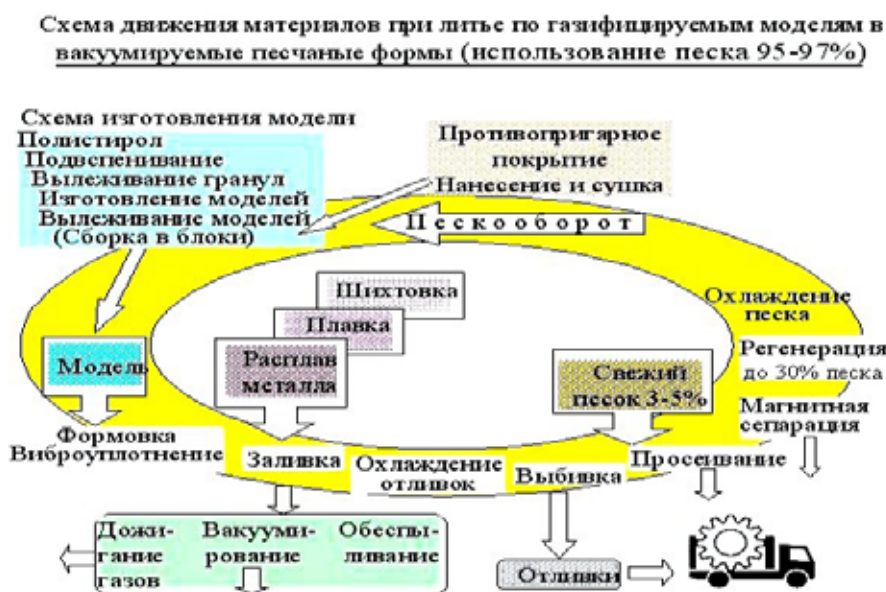 Схема движения материалов при литье по газифицируемым моделям в
вакуумируемые песчаные формы (использование песка 95-97%)
Схема изготовления модели
Полистирол
Подвспенивание
Вылеживание гранул
Изготовление моделей
Вылеживание моделей
(Сборка в блоки)
Противопригарное
покрытие
Нанесение и сушка
Пескооборот
Шихтовка
Плавка
Расплав
металла
Модель
Свежий
песок 3-5%
Охлаждение
песка
Регенерация
до 30% песка
Магнитная
сепарация
Формовка
Виброуплотнение
Заливка
Охлаждение
отливок
Выбивка
Просеивание
Дожи-
гание
газов
Вакууми-
рование
Обеспы-
ливание
Отливки